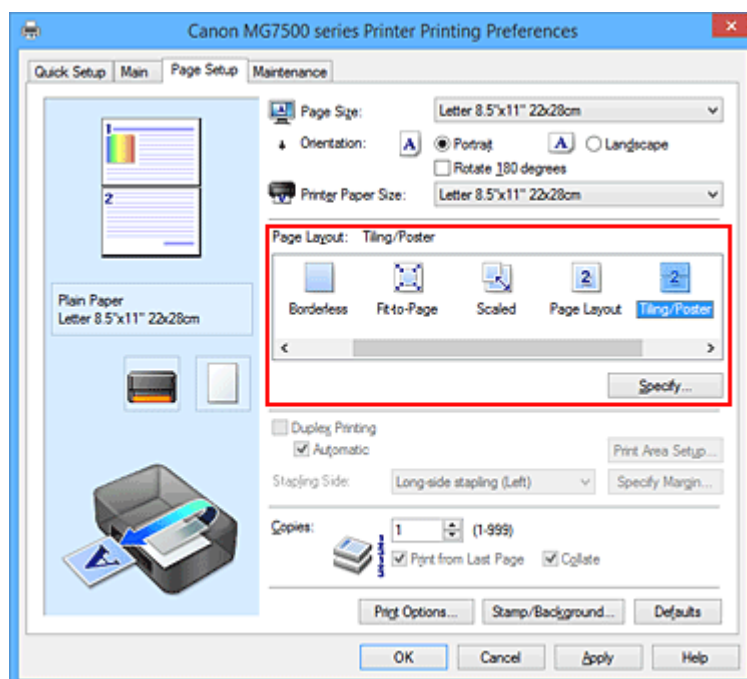 Canon MG7500 series Printer Printing Preferences
Quick Setup Main Page Setup Maintenance
1
2
Plain Paper
Letter 8.5"x11" 22x28cm
Page Size: Letter 8.5"x11" 22x28cm
Orientation: A Portrait A Landscape
Rotate 180 degrees
Printer Paper Size: Letter 8.5"x11" 22x28cm
Page Layout: Tiling/Poster
2 2
Borderless Fit-to-Page Scaled Page Layout Tiling/Poster
Specify...
Duplex Printing
Automatic Print Area Setup...
Stapling Side: Long-side stapling (Left) Specify Margin...
Copies: 1 (1-999)
Print from Last Page Collate
A
Print Options... Stamp/Background... Defaults
OK Cancel Apply Help